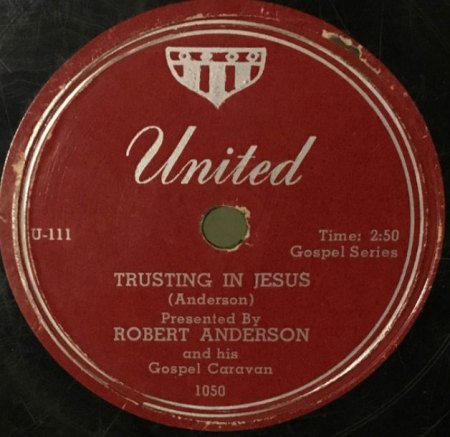 United
U-111
Time: 2:50
Gospel Series
TRUSTING IN JESUS
(Anderson)
Presented By
ROBERT ANDERSON
and his
Gospel Caravan
1050